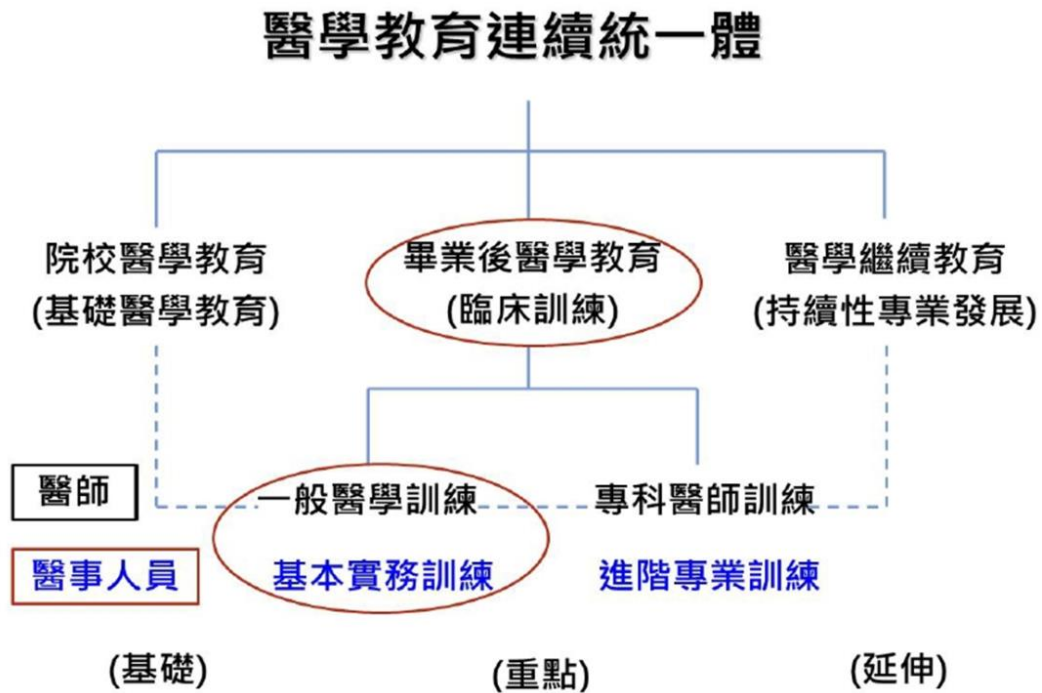 醫學教育連續統一體
院校醫學教育
(基礎醫學教育)
畢業後醫學教育
(臨床訓練)
醫學繼續教育
(持續性專業發展)
醫師
一般醫學訓練
專科醫師訓練
醫事人員
基本實務訓練
進階專業訓練
(基礎)
(重點)
(延伸)